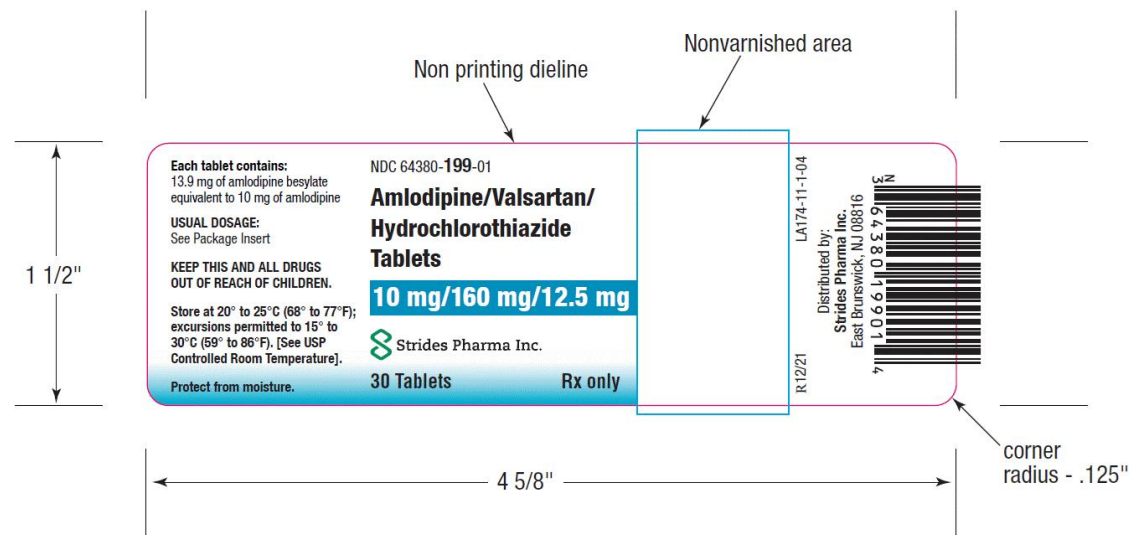 Nonvarnished area
Non printing dieline
Each tablet contains:
13.9 mg of amlodipine besylate
equivalent to 10 mg of amlodipine
USUAL DOSAGE:
See Package Insert
KEEP THIS AND ALL DRUGS
OUT OF REACH OF CHILDREN.
Store at 20° to 25°C (68° to 77°F);
excursions permitted to 15° to
30°C (59° to 86°F). [See USP
Controlled Room Temperature].
Protect from moisture.
NDC 64380-199-01
Amlodipine/Valsartan/
Hydrochlorothiazide
Tablets
10 mg/160 mg/12.5 mg
Strides Pharma Inc.
30 Tablets Rx only
R 12/21 LA174-11-1-04
Distributed by:
Strides Pharma Inc.
East Brunswick, NJ 08816
N
3 64380 19901 4
1 1/2"
4 5/8"
corner
radius - .125"